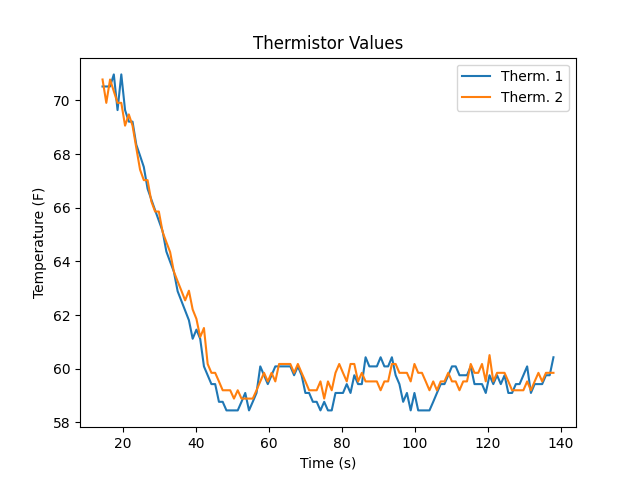 Thermistor Values
Therm. 1
Therm. 2
Temperature (F)
70
68
66
64
62
60
58
20 40 60 80 100 120 140
Time (s)